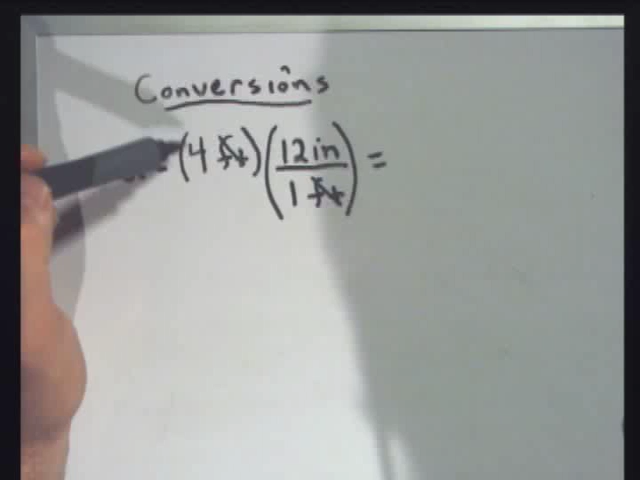 Conversions
(4 ft) (12 in / 1 ft) =